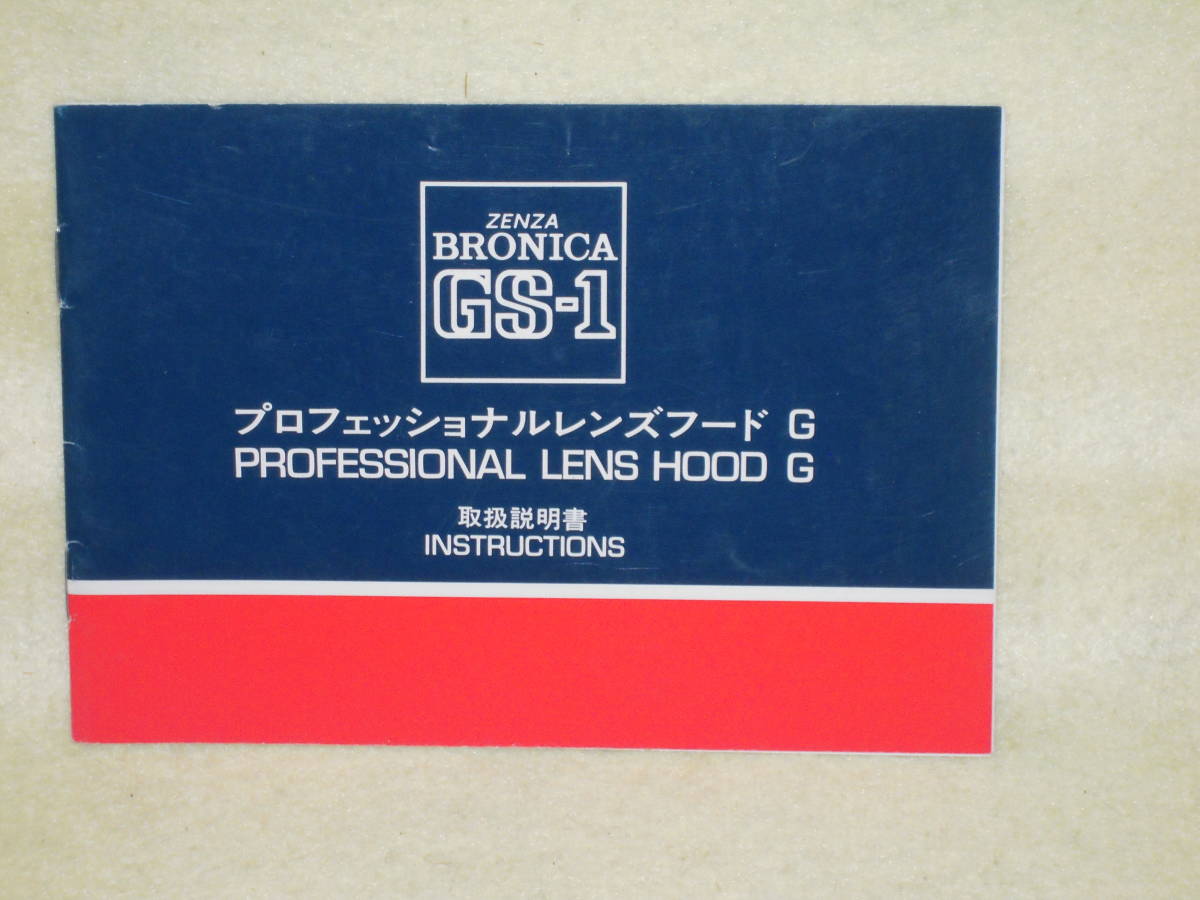 ZENZA
BRONICA
GS-1
プロフェッショナルレンズフード G
PROFESSIONAL LENS HOOD G
取扱説明書
INSTRUCTIONS